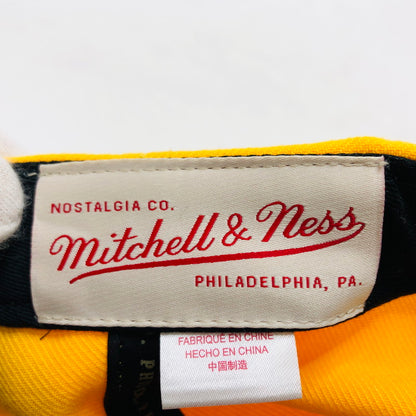 NOSTALGIA CO.
Mitchell & Ness
PHILADELPHIA, PA.
FABRIQUÉ EN CHINE
HECHO EN CHINA
中国制造